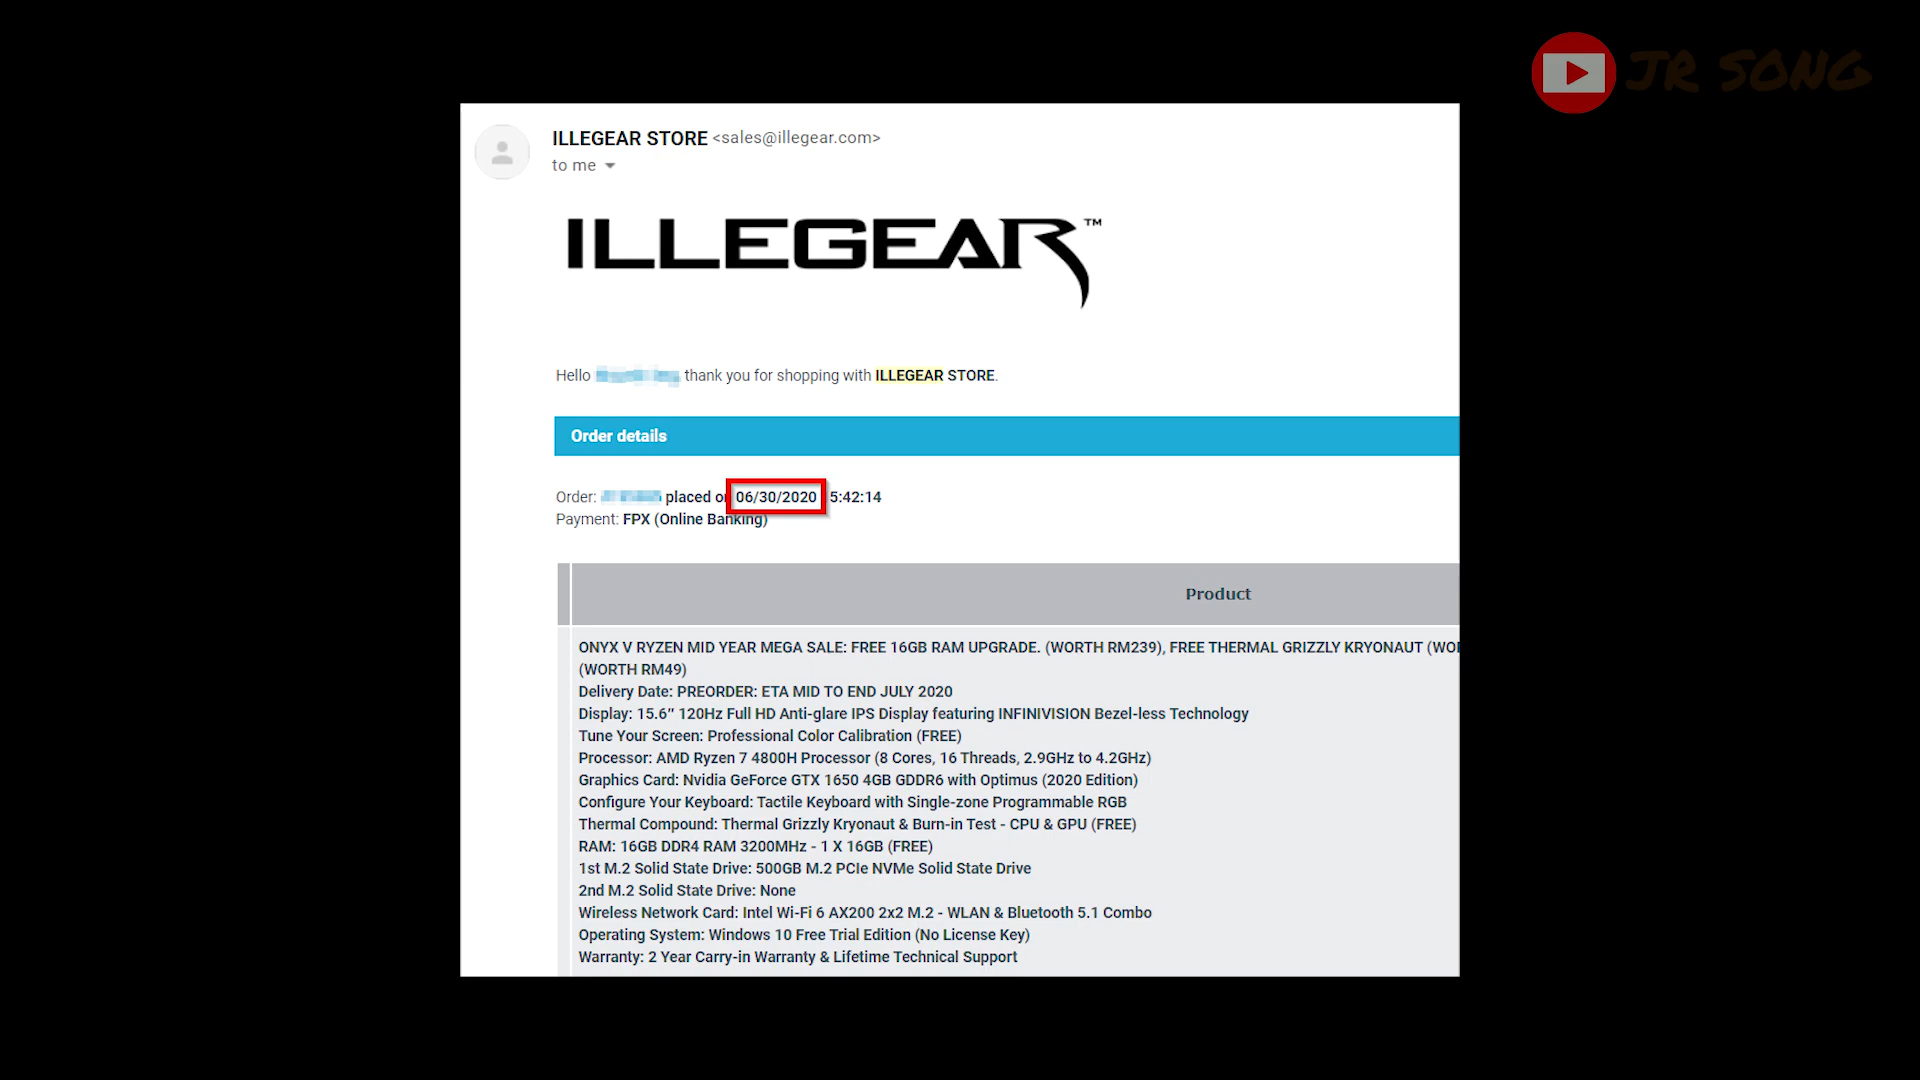 JR SONG
ILLEGEAR STORE <sales@illegear.com>
to me
ILLEGEAR™
Hello thank you for shopping with ILLEGEAR STORE.
Order details
Order: placed 06/30/2020 5:42:14
Payment: FPX (Online Banking)
Product
ONYX V RYZEN MID YEAR MEGA SALE: FREE 16GB RAM UPGRADE. (WORTH RM239), FREE THERMAL GRIZZLY KRYONAUT
(WORTH RM49)
Delivery Date: PREORDER: ETA MID TO END JULY 2020
Display: 15.6″ 120Hz Full HD Anti-glare IPS Display featuring INFINIVISION Bezel-less Technology
Tune Your Screen: Professional Color Calibration (FREE)
Processor: AMD Ryzen 7 4800H Processor (8 Cores, 16 Threads, 2.9GHz to 4.2GHz)
Graphics Card: Nvidia GeForce GTX 1650 4GB GDDR6 with Optimus (2020 Edition)
Configure Your Keyboard: Tactile Keyboard with Single-zone Programmable RGB
Thermal Compound: Thermal Grizzly Kryonaut & Burn-in Test - CPU & GPU (FREE)
RAM: 16GB DDR4 RAM 3200MHz - 1 X 16GB (FREE)
1st M.2 Solid State Drive: 500GB M.2 PCIe NVMe Solid State Drive
2nd M.2 Solid State Drive: None
Wireless Network Card: Intel Wi-Fi 6 AX200 2x2 M.2 - WLAN & Bluetooth 5.1 Combo
Operating System: Windows 10 Free Trial Edition (No License Key)
Warranty: 2 Year Carry-in Warranty & Lifetime Technical Support